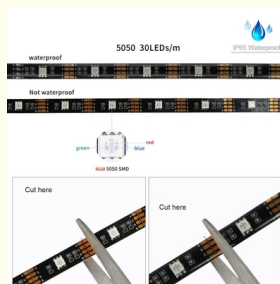 5050 30LEDs/m
IP65 Waterproof
waterproof
Not waterproof
red
green
blue
RGB 5050 SMD
Cut here
Cut here